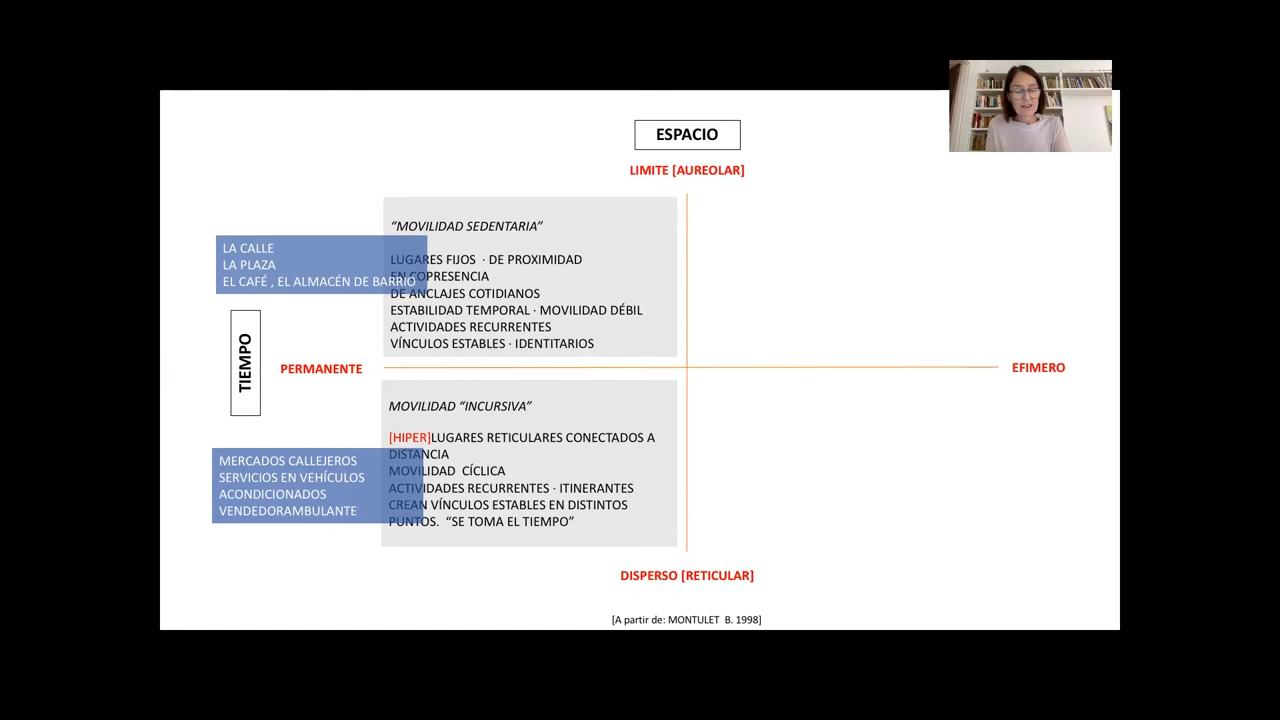 ESPACIO
LIMITE [AUREOLAR]
“MOVILIDAD SEDENTARIA”
LUGARES FIJOS · DE PROXIMIDAD
EN COPRESENCIA
DE ANCLAJES COTIDIANOS
ESTABILIDAD TEMPORAL · MOVILIDAD DÉBIL
ACTIVIDADES RECURRENTES
VÍNCULOS ESTABLES · IDENTITARIOS
LA CALLE
LA PLAZA
EL CAFÉ , EL ALMACÉN DE BARRIO
TIEMPO
PERMANENTE
EFIMERO
MOVILIDAD “INCURSIVA”
[HIPER]LUGARES RETICULARES CONECTADOS A
DISTANCIA
MOVILIDAD CÍCLICA
ACTIVIDADES RECURRENTES · ITINERANTES
CREAN VÍNCULOS ESTABLES EN DISTINTOS
PUNTOS. “SE TOMA EL TIEMPO”
MERCADOS CALLEJEROS
SERVICIOS EN VEHÍCULOS
ACONDICIONADOS
VENDEDORAMBULANTE
DISPERSO [RETICULAR]
[A partir de: MONTULET B. 1998]